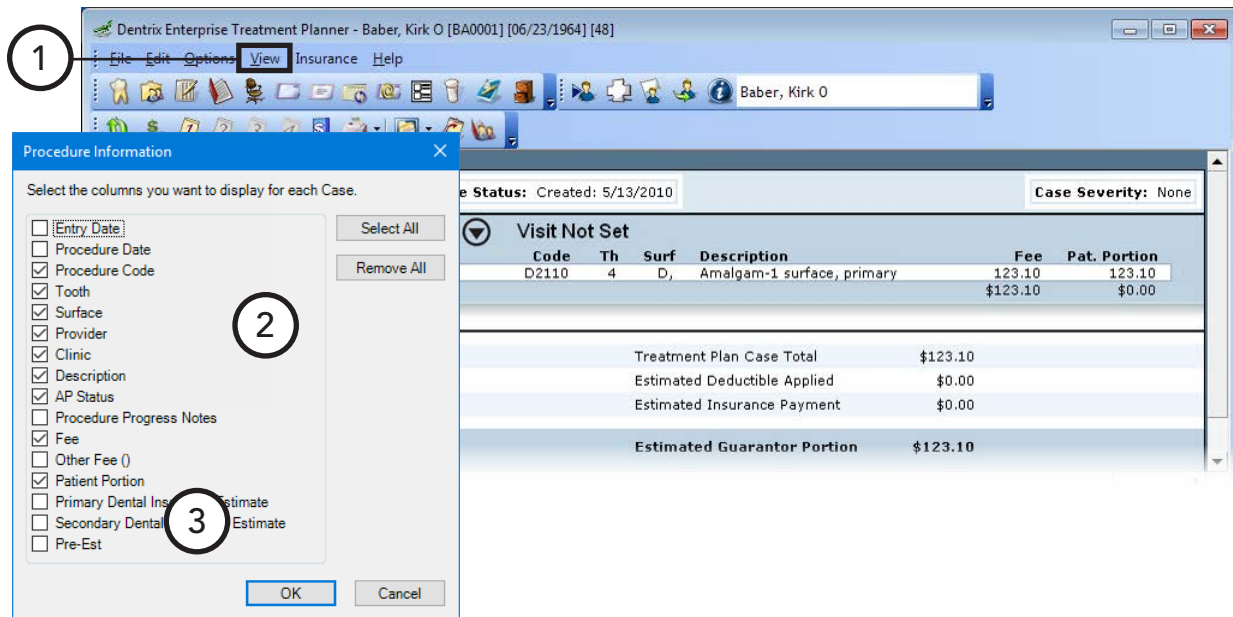 Dentrix Enterprise Treatment Planner - Baber, Kirk O [BA0001] [06/23/1964] [48]
1
File Edit Options View Insurance Help
Baber, Kirk O
Procedure Information
Select the columns you want to display for each Case.
Entry Date
Procedure Date
Procedure Code
Tooth
Surface
Provider
Clinic
Description
AP Status
Procedure Progress Notes
Fee
Other Fee ()
Patient Portion
Primary Dental Estimate
Secondary Dental Estimate
Pre-Est
Select All
Remove All
2
3
OK Cancel
Status: Created: 5/13/2010
Case Severity: None
Visit Not Set
Code Th Surf Description Fee Pat. Portion
D2110 4 D, Amalgam-1 surface, primary 123.10 123.10
$123.10 $0.00
Treatment Plan Case Total $123.10
Estimated Deductible Applied $0.00
Estimated Insurance Payment $0.00
Estimated Guarantor Portion $123.10